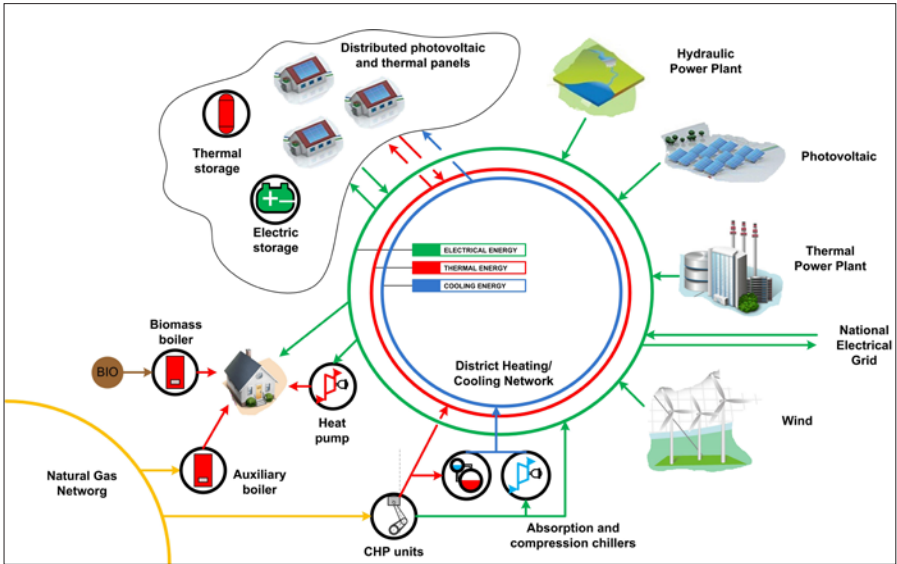 Distributed photovoltaic
and thermal panels
Hydraulic
Power Plant
Thermal
storage
Photovoltaic
Electric
storage
ELECTRICAL ENERGY
THERMAL ENERGY
COOLING ENERGY
Thermal
Power Plant
Biomass
boiler
National
Electrical
Grid
BIO
District Heating/
Cooling Network
Heat
pump
Wind
Natural Gas
Networg
Auxiliary
boiler
CHP units
Absorption and
compression chillers